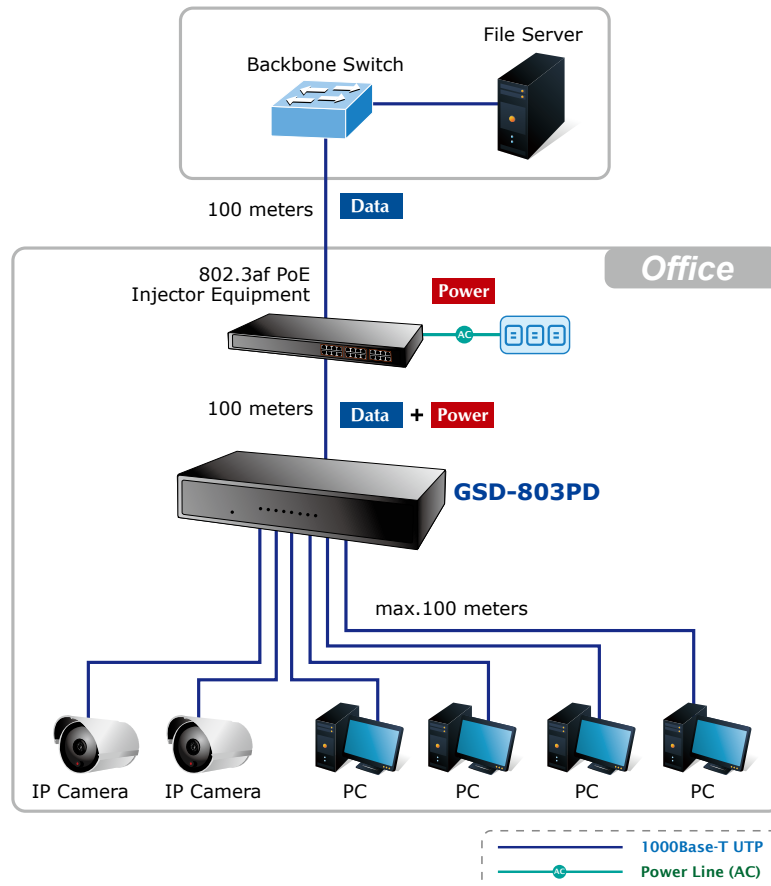 File Server
Backbone Switch
100 meters
Data
Office
802.3af PoE
Injector Equipment
Power
AC
100 meters
Data + Power
GSD-803PD
max.100 meters
IP Camera
IP Camera
PC
PC
PC
PC
1000Base-T UTP
AC
Power Line (AC)